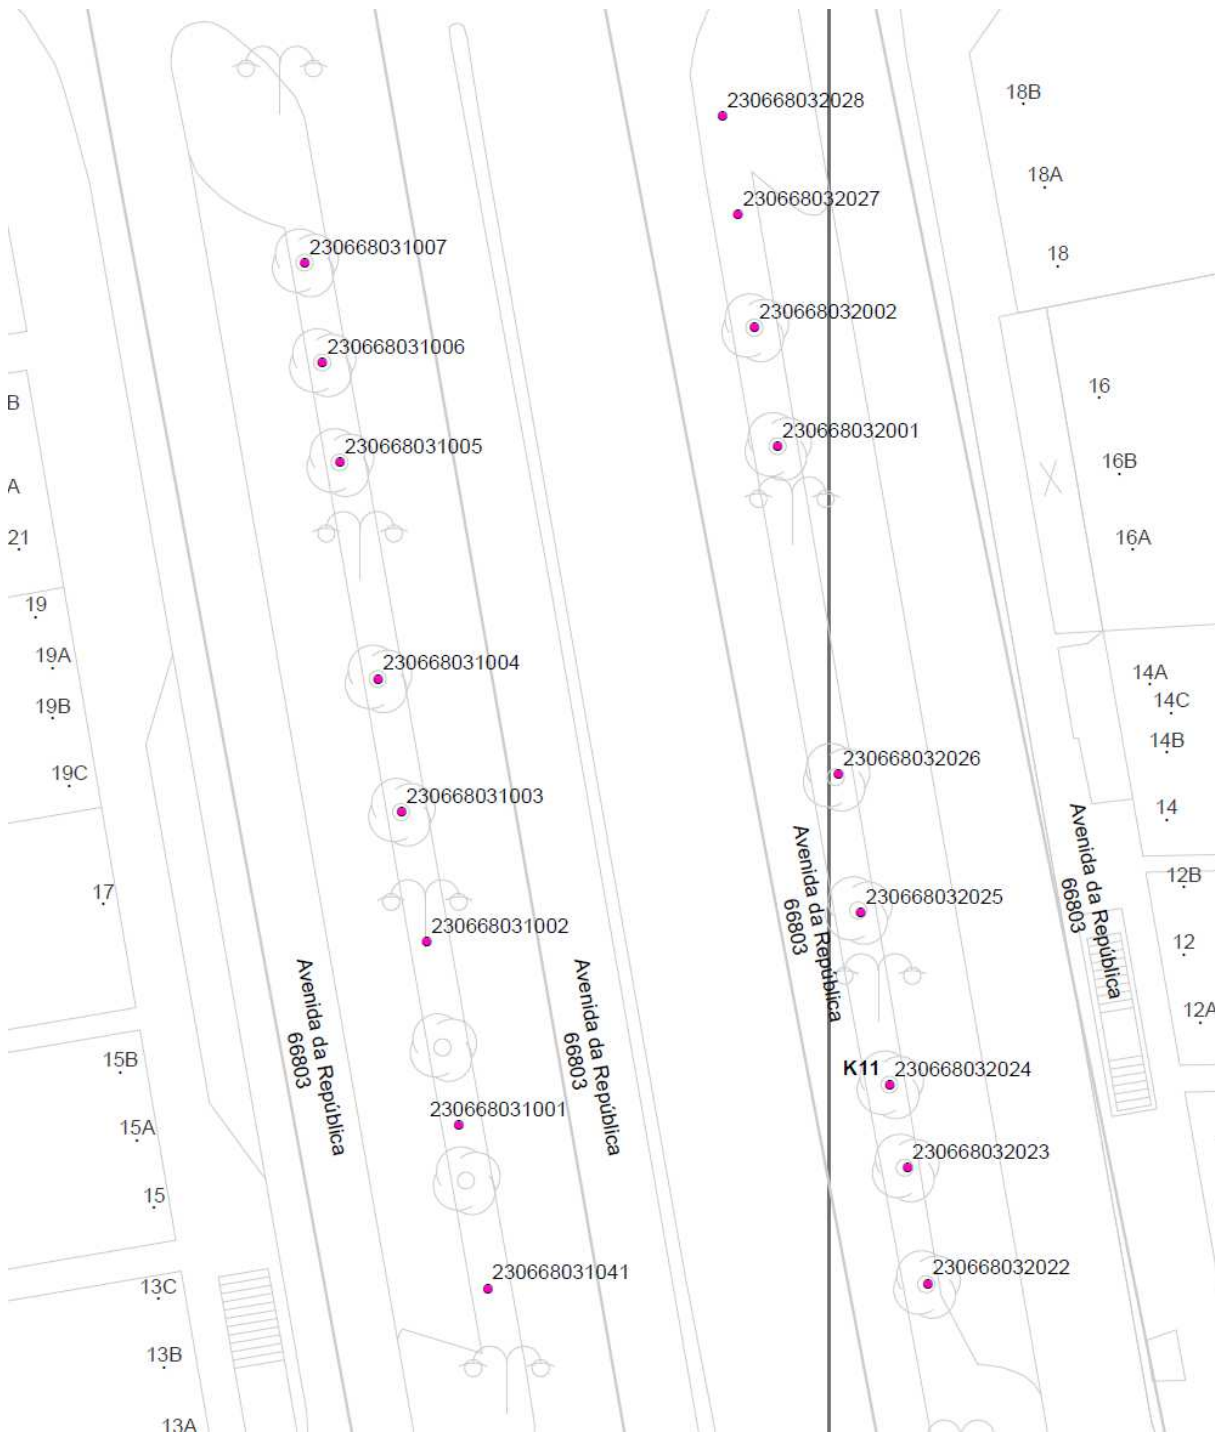 230668032028
18B
18A
230668032027
230668031007
18
230668032002
230668031006
16
B
230668031005
230668032001
16B
A
21
16A
19
19A
230668031004
14A
14C
19B
14B
19C
230668032026
230668031003
14
17
12B
230668032025
230668031002
12
Avenida da República
66803
Avenida da República
66803
Avenida da República
66803
Avenida da República
66803
12A
15B
K11
230668032024
230668031001
15A
230668032023
15
230668032022
230668031041
13C
13B
13A